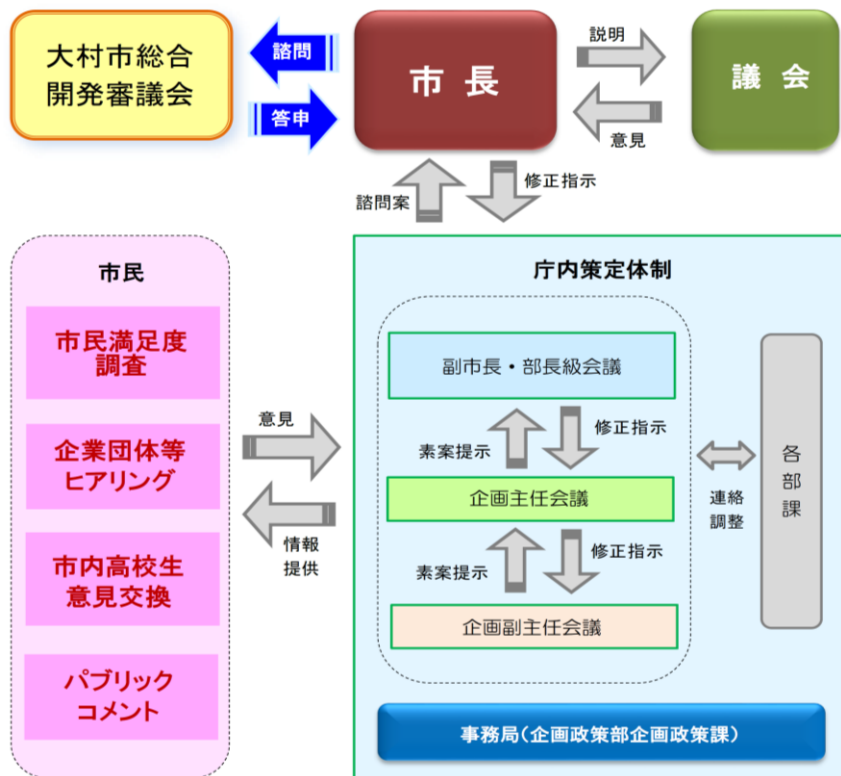 大村市総合
開発審議会
諮問
答申
市長
説明
意見
議会
諮問案
修正指示
市民
市民満足度
調査
企業団体等
ヒアリング
市内高校生
意見交換
パブリック
コメント
意見
情報
提供
庁内策定体制
副市長・部長級会議
素案提示
修正指示
企画主任会議
素案提示
修正指示
企画副主任会議
連絡
調整
各部課
事務局(企画政策部企画政策課)